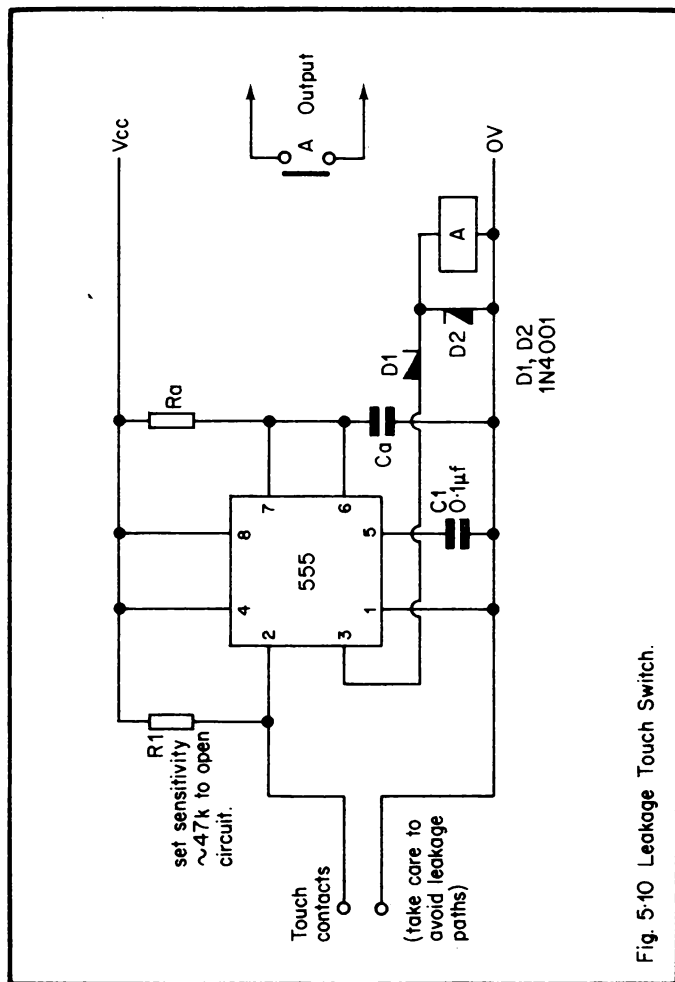 Vcc
R1
set sensitivity
~47k to open
circuit.
Ra
4
8
2
7
555
3
6
1
5
Ca
C1
0·1µf
D1
D2
A
A
Output
Touch
contacts
(take care to
avoid leakage
paths)
0V
D1, D2
1N4001
Fig. 5·10 Leakage Touch Switch.